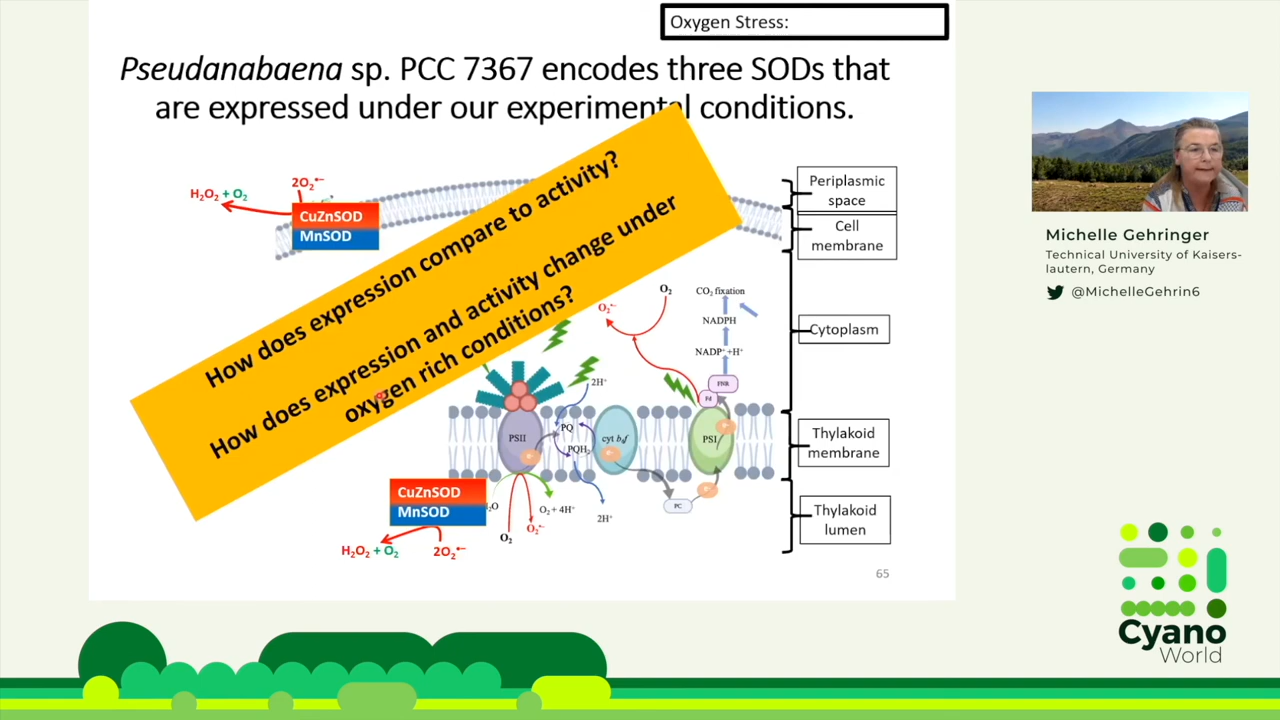 Oxygen Stress:
Pseudanabaena sp. PCC 7367 encodes three SODs that
are expressed under our experimental conditions.
H₂O₂ + O₂
2O₂•⁻
CuZnSOD
MnSOD
How does expression compare to activity?
How does expression and activity change under
oxygen rich conditions?
Periplasmic
space
Cell
membrane
Cytoplasm
Thylakoid
membrane
Thylakoid
lumen
O₂•⁻
O₂
CO₂ fixation
NADPH
NADP⁺+H⁺
FNR
Fd
2H⁺
PSII
PQ
PQH₂
cyt b₆f
PSI
e⁻
e⁻
e⁻
e⁻
e⁻
PC
CuZnSOD
MnSOD
O₂
O₂•⁻
O₂ + 4H⁺
2H⁺
H₂O₂ + O₂
2O₂•⁻
65
Michelle Gehringer
Technical University of Kaisers-
lautern, Germany
@MichelleGehrin6
Cyano
World